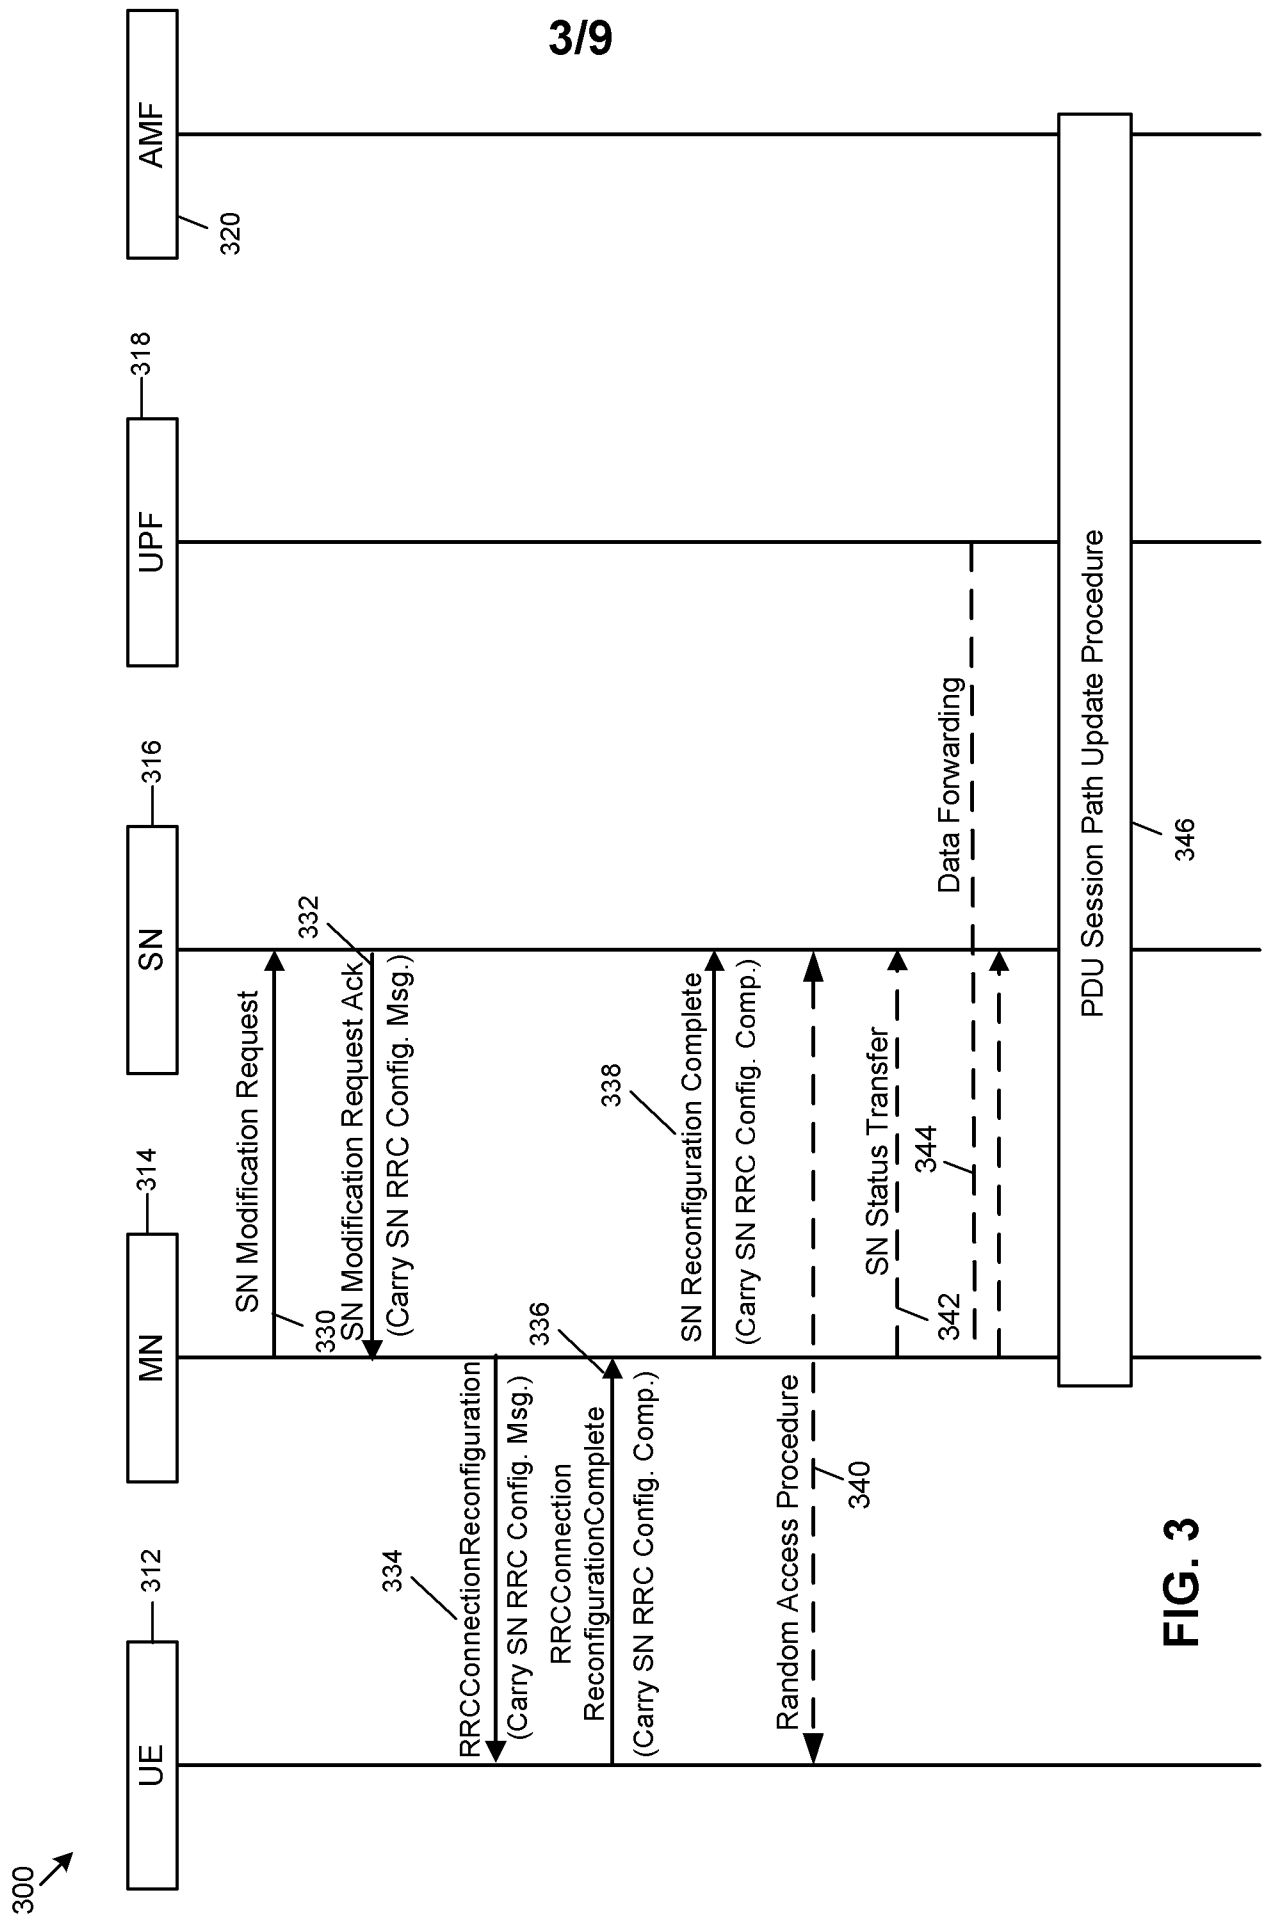 3/9
300
UE
312
MN
314
SN
316
UPF
318
AMF
320
SN Modification Request
330
332
SN Modification Request Ack
(Carry SN RRC Config. Msg.)
334
RRCConnectionReconfiguration
(Carry SN RRC Config. Msg.)
336
RRCConnection
ReconfigurationComplete
(Carry SN RRC Config. Comp.)
338
SN Reconfiguration Complete
(Carry SN RRC Config. Comp.)
Random Access Procedure
340
SN Status Transfer
342
344
Data Forwarding
PDU Session Path Update Procedure
346
FIG. 3